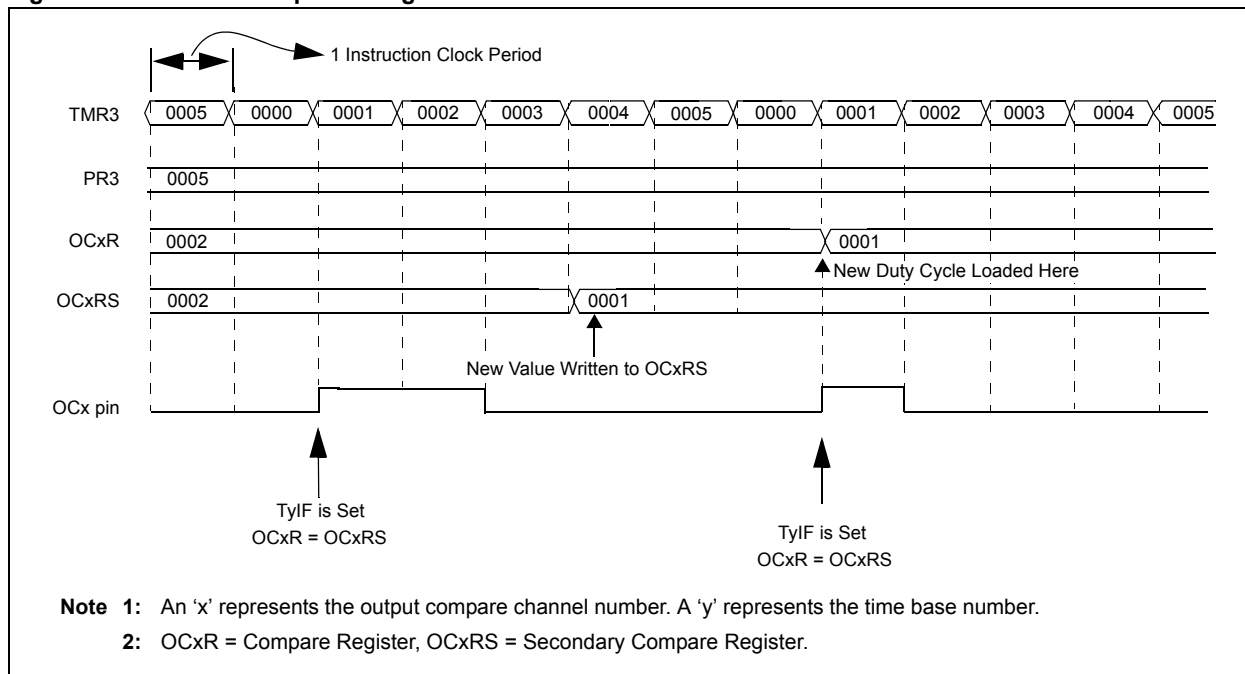 1 Instruction Clock Period
TMR3 0005 0000 0001 0002 0003 0004 0005 0000 0001 0002 0003 0004 0005
PR3 0005
OCxR 0002 0001
New Duty Cycle Loaded Here
OCxRS 0002 0001
New Value Written to OCxRS
OCx pin
TyIF is Set
OCxR = OCxRS
TyIF is Set
OCxR = OCxRS
Note 1: An ‘x’ represents the output compare channel number. A ‘y’ represents the time base number.
2: OCxR = Compare Register, OCxRS = Secondary Compare Register.